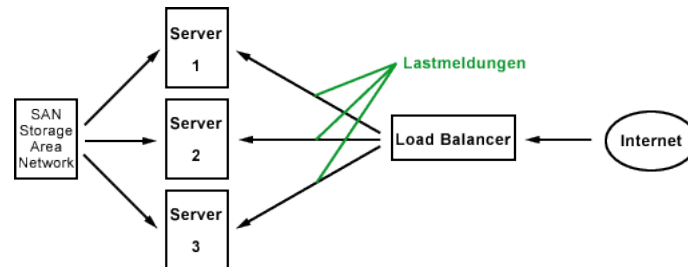 Server
1
Lastmeldungen
SAN
Storage
Area
Network
Server
2
Load Balancer
Internet
Server
3